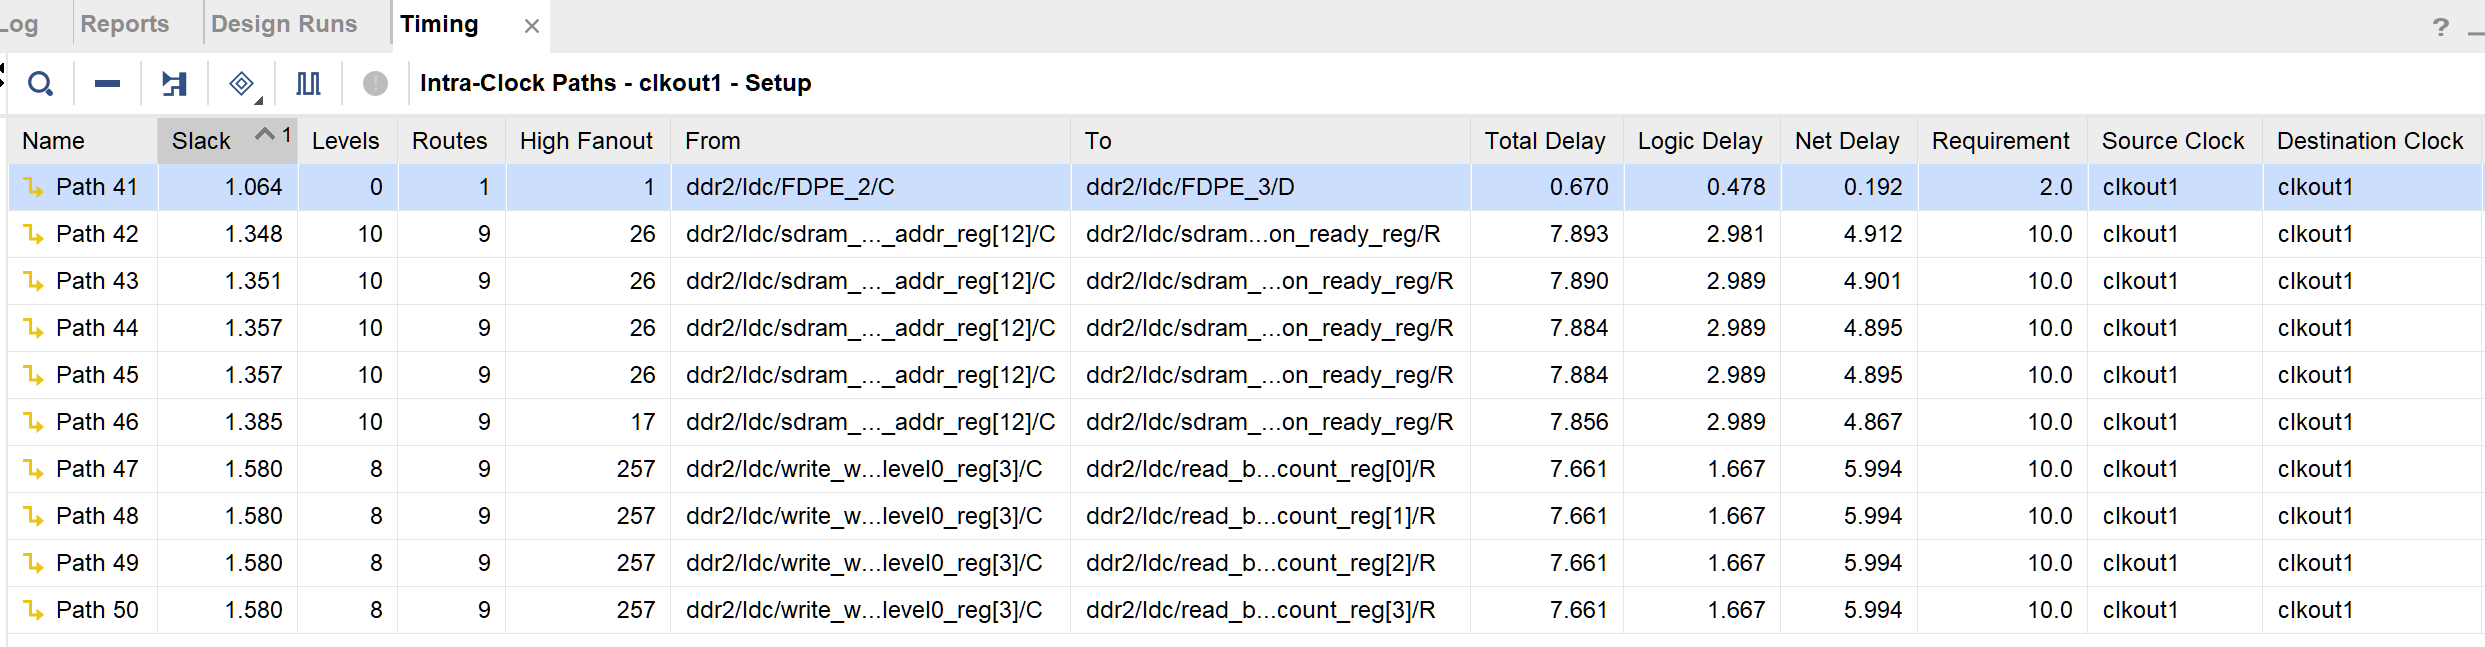 Log Reports Design Runs Timing × ?
Intra-Clock Paths - clkout1 - Setup
Name Slack 1 Levels Routes High Fanout From To Total Delay Logic Delay Net Delay Requirement Source Clock Destination Clock
Path 41 1.064 0 1 1 ddr2/ldc/FDPE_2/C ddr2/ldc/FDPE_3/D 0.670 0.478 0.192 2.0 clkout1 clkout1
Path 42 1.348 10 9 26 ddr2/ldc/sdram_..._addr_reg[12]/C ddr2/ldc/sdram...on_ready_reg/R 7.893 2.981 4.912 10.0 clkout1 clkout1
Path 43 1.351 10 9 26 ddr2/ldc/sdram_..._addr_reg[12]/C ddr2/ldc/sdram_...on_ready_reg/R 7.890 2.989 4.901 10.0 clkout1 clkout1
Path 44 1.357 10 9 26 ddr2/ldc/sdram_..._addr_reg[12]/C ddr2/ldc/sdram_...on_ready_reg/R 7.884 2.989 4.895 10.0 clkout1 clkout1
Path 45 1.357 10 9 26 ddr2/ldc/sdram_..._addr_reg[12]/C ddr2/ldc/sdram_...on_ready_reg/R 7.884 2.989 4.895 10.0 clkout1 clkout1
Path 46 1.385 10 9 17 ddr2/ldc/sdram_..._addr_reg[12]/C ddr2/ldc/sdram_...on_ready_reg/R 7.856 2.989 4.867 10.0 clkout1 clkout1
Path 47 1.580 8 9 257 ddr2/ldc/write_w...level0_reg[3]/C ddr2/ldc/read_b...count_reg[0]/R 7.661 1.667 5.994 10.0 clkout1 clkout1
Path 48 1.580 8 9 257 ddr2/ldc/write_w...level0_reg[3]/C ddr2/ldc/read_b...count_reg[1]/R 7.661 1.667 5.994 10.0 clkout1 clkout1
Path 49 1.580 8 9 257 ddr2/ldc/write_w...level0_reg[3]/C ddr2/ldc/read_b...count_reg[2]/R 7.661 1.667 5.994 10.0 clkout1 clkout1
Path 50 1.580 8 9 257 ddr2/ldc/write_w...level0_reg[3]/C ddr2/ldc/read_b...count_reg[3]/R 7.661 1.667 5.994 10.0 clkout1 clkout1